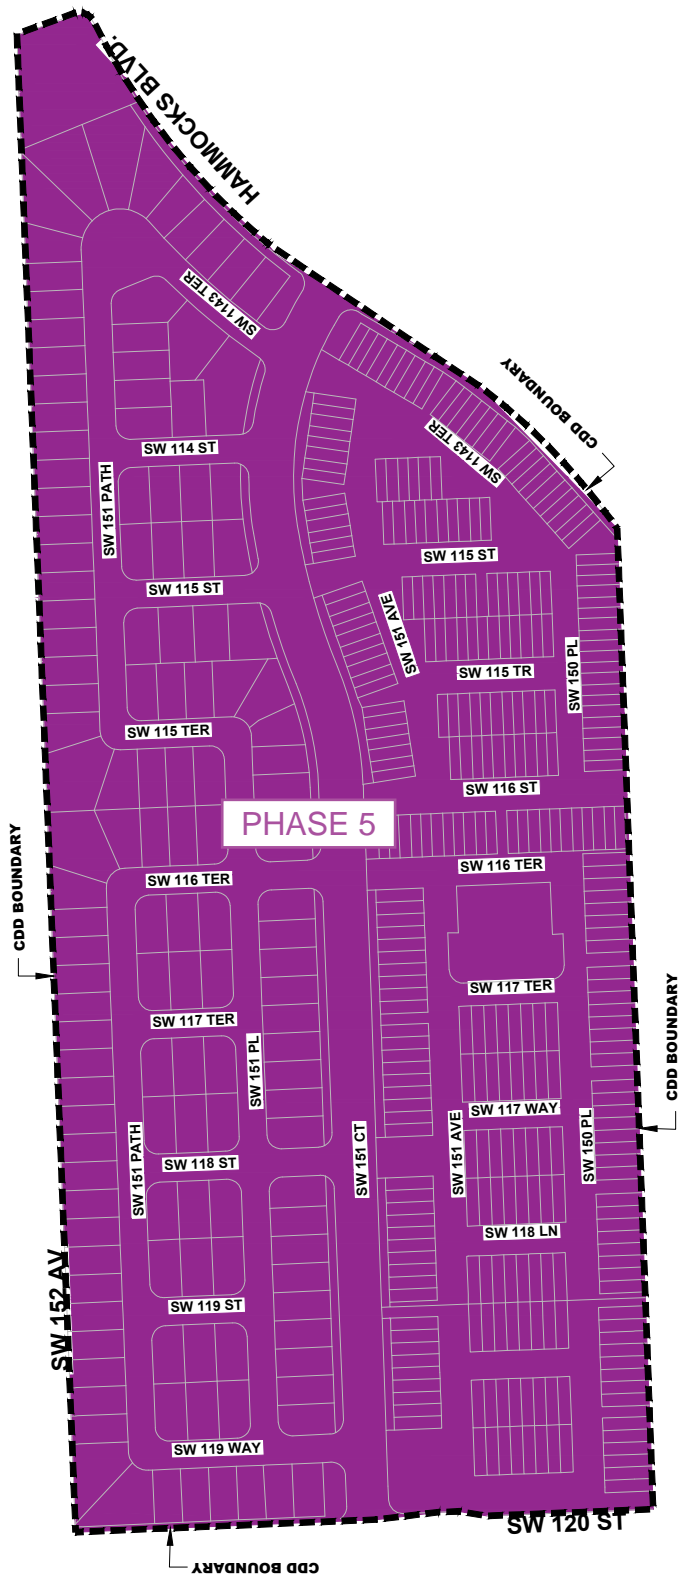 HAMMOCKS BLVD.
SW 1143 TER
CDD BOUNDARY
SW 114 ST
SW 1143 TER
SW 151 PATH
SW 115 ST
SW 115 ST
SW 151 AVE
SW 115 TR
SW 150 PL
SW 115 TER
SW 116 ST
PHASE 5
CDD BOUNDARY
SW 116 TER
SW 116 TER
SW 117 TER
SW 117 TER
CDD BOUNDARY
SW 151 PL
SW 117 WAY
SW 151 PATH
SW 118 ST
SW 151 CT
SW 151 AVE
SW 150 PL
SW 118 LN
SW 152 AV
SW 119 ST
SW 119 WAY
SW 120 ST
CDD BOUNDARY